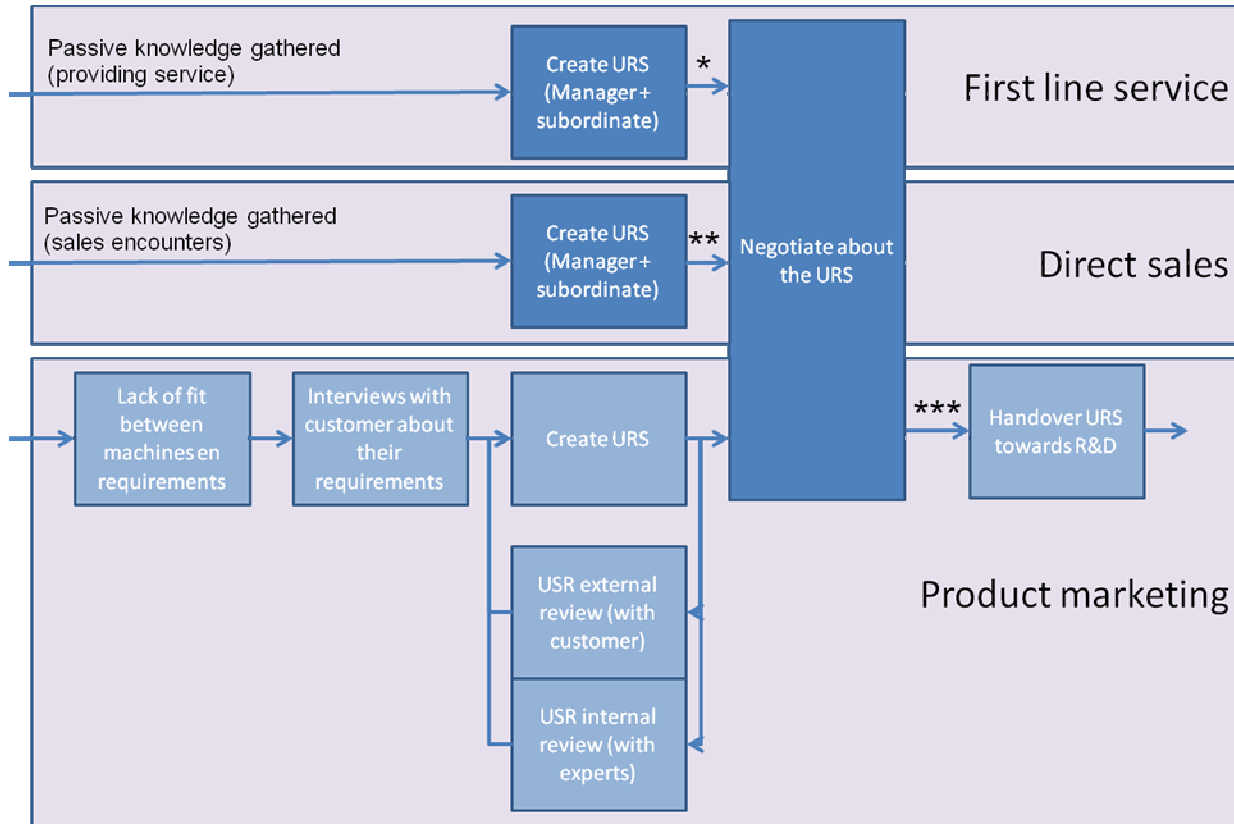 Passive knowledge gathered
(providing service)
Create URS
(Manager +
subordinate)
*
First line service
Passive knowledge gathered
(sales encounters)
Create URS
(Manager +
subordinate)
**
Negotiate about
the URS
Direct sales
Lack of fit
between
machines en
requirements
Interviews with
customer about
their
requirements
Create URS
***
Handover URS
towards R&D
USR external
review (with
customer)
USR internal
review (with
experts)
Product marketing